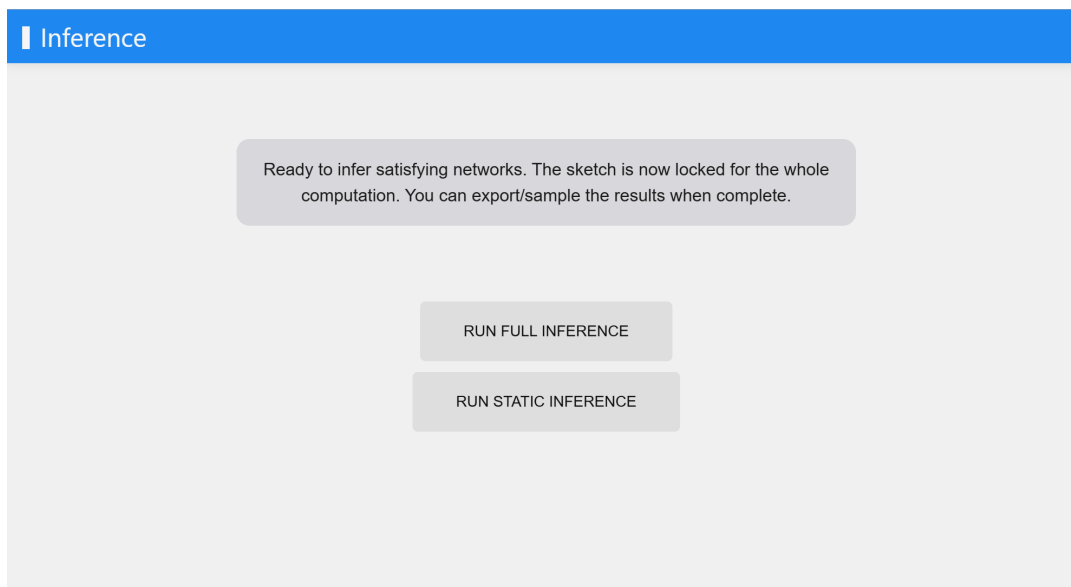 Inference
Ready to infer satisfying networks. The sketch is now locked for the whole
computation. You can export/sample the results when complete.
RUN FULL INFERENCE
RUN STATIC INFERENCE